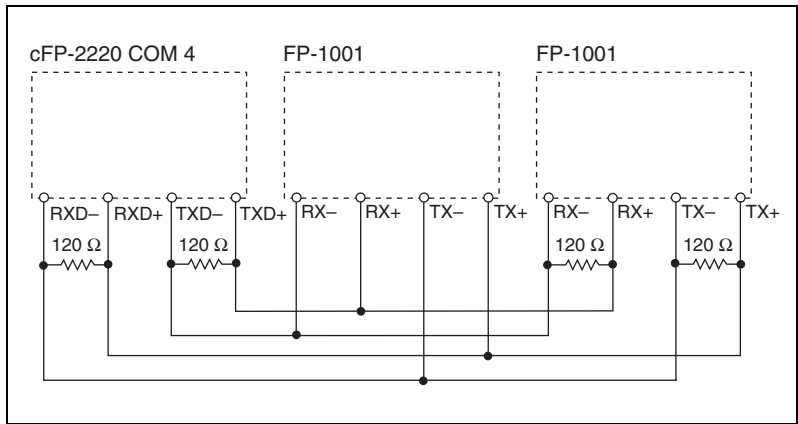 cFP-2220 COM 4 FP-1001 FP-1001
RXD– RXD+ TXD– TXD+ RX– RX+ TX– TX+ RX– RX+ TX– TX+
120 Ω 120 Ω 120 Ω 120 Ω